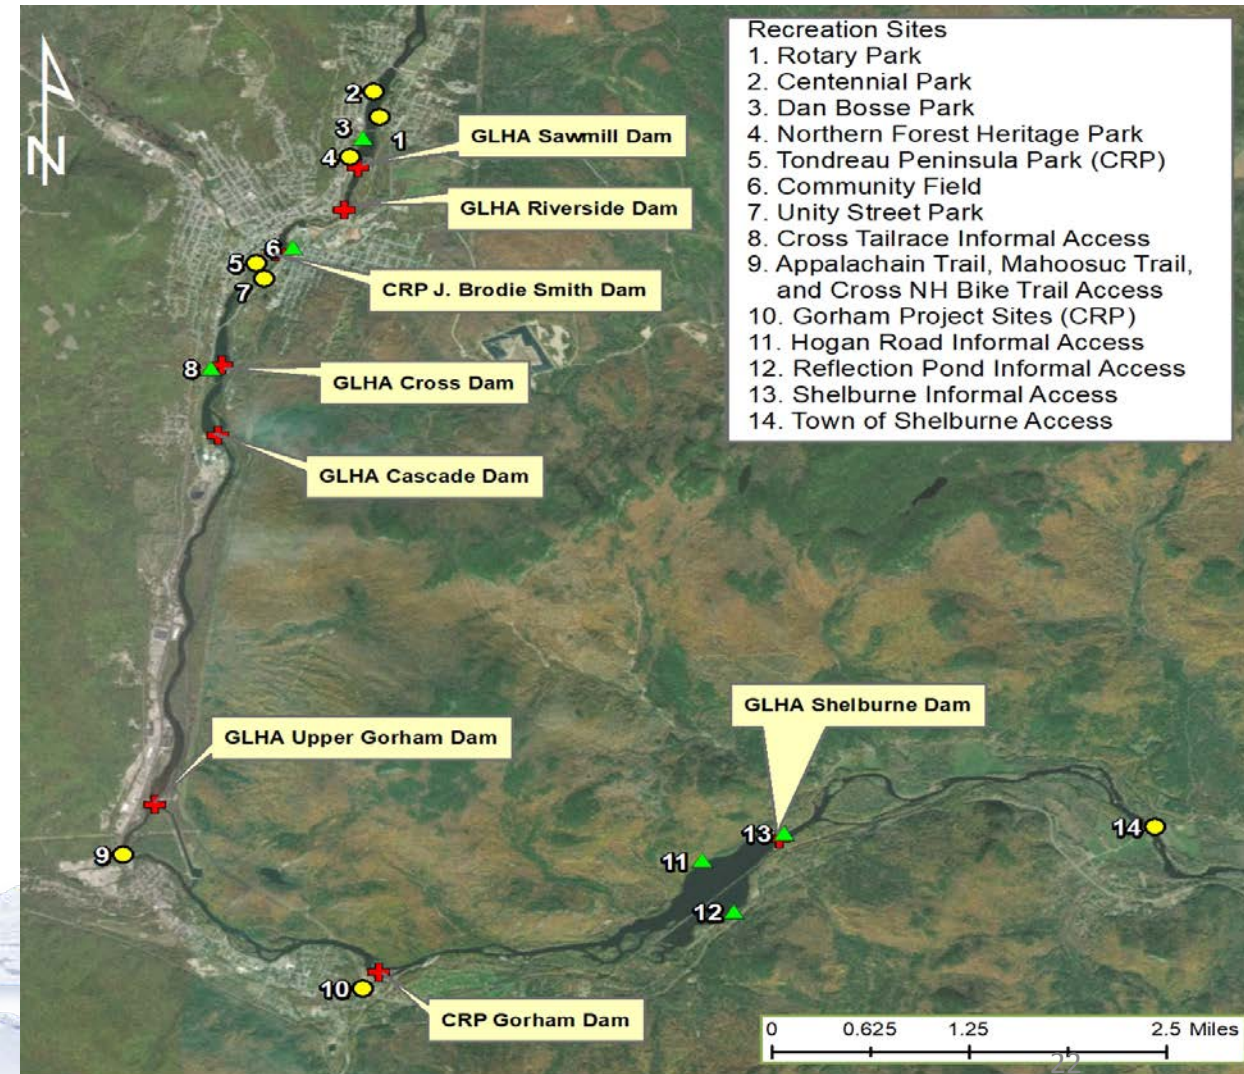 Recreation Sites
1. Rotary Park
2. Centennial Park
3. Dan Bosse Park
4. Northern Forest Heritage Park
5. Tondreau Peninsula Park (CRP)
6. Community Field
7. Unity Street Park
8. Cross Tailrace Informal Access
9. Appalachain Trail, Mahoosuc Trail,
and Cross NH Bike Trail Access
10. Gorham Project Sites (CRP)
11. Hogan Road Informal Access
12. Reflection Pond Informal Access
13. Shelburne Informal Access
14. Town of Shelburne Access
N
2
1
3
4
GLHA Sawmill Dam
GLHA Riverside Dam
6
5
7
CRP J. Brodie Smith Dam
8
GLHA Cross Dam
GLHA Cascade Dam
GLHA Shelburne Dam
GLHA Upper Gorham Dam
9
13
14
11
12
10
CRP Gorham Dam
0 0.625 1.25 2.5 Miles
22